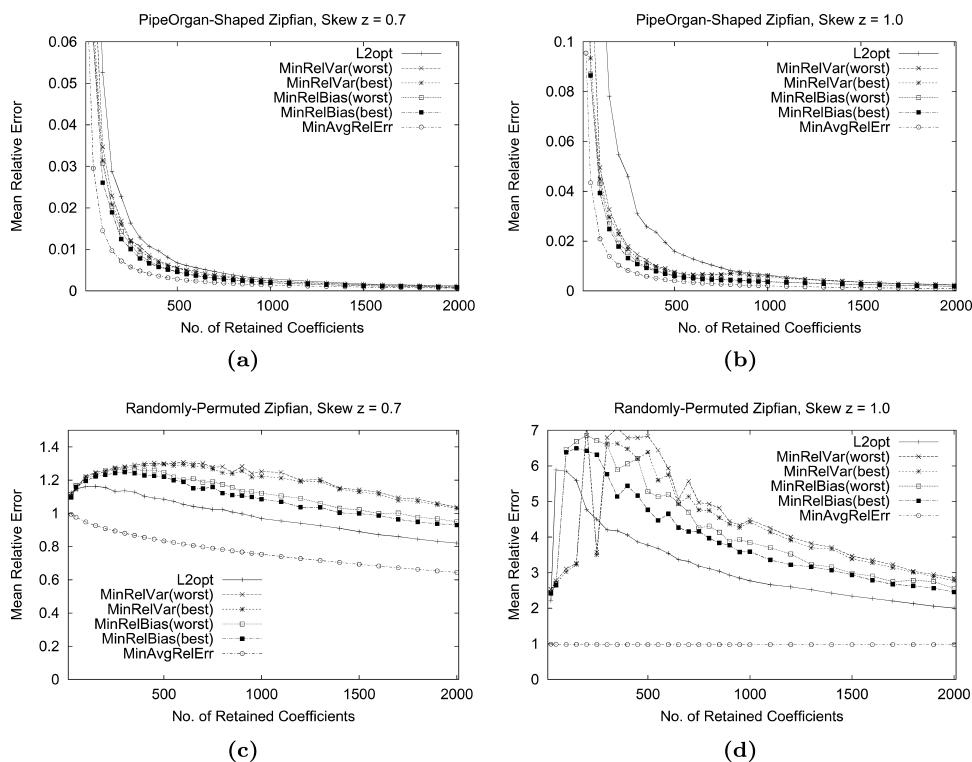 PipeOrgan-Shaped Zipfian, Skew z = 0.7
0.06
0.05
0.04
0.03
0.02
0.01
0
Mean Relative Error
L2opt
MinRelVar(worst)
MinRelVar(best)
MinRelBias(worst)
MinRelBias(best)
MinAvgRelErr
500 1000 1500 2000
No. of Retained Coefficients
(a)
PipeOrgan-Shaped Zipfian, Skew z = 1.0
0.1
0.08
0.06
0.04
0.02
0
Mean Relative Error
L2opt
MinRelVar(worst)
MinRelVar(best)
MinRelBias(worst)
MinRelBias(best)
MinAvgRelErr
500 1000 1500 2000
No. of Retained Coefficients
(b)
Randomly-Permuted Zipfian, Skew z = 0.7
1.4
1.2
1
0.8
0.6
0.4
0.2
0
Mean Relative Error
L2opt
MinRelVar(worst)
MinRelVar(best)
MinRelBias(worst)
MinRelBias(best)
MinAvgRelErr
500 1000 1500 2000
No. of Retained Coefficients
(c)
Randomly-Permuted Zipfian, Skew z = 1.0
7
6
5
4
3
2
1
0
Mean Relative Error
L2opt
MinRelVar(worst)
MinRelVar(best)
MinRelBias(worst)
MinRelBias(best)
MinAvgRelErr
500 1000 1500 2000
No. of Retained Coefficients
(d)